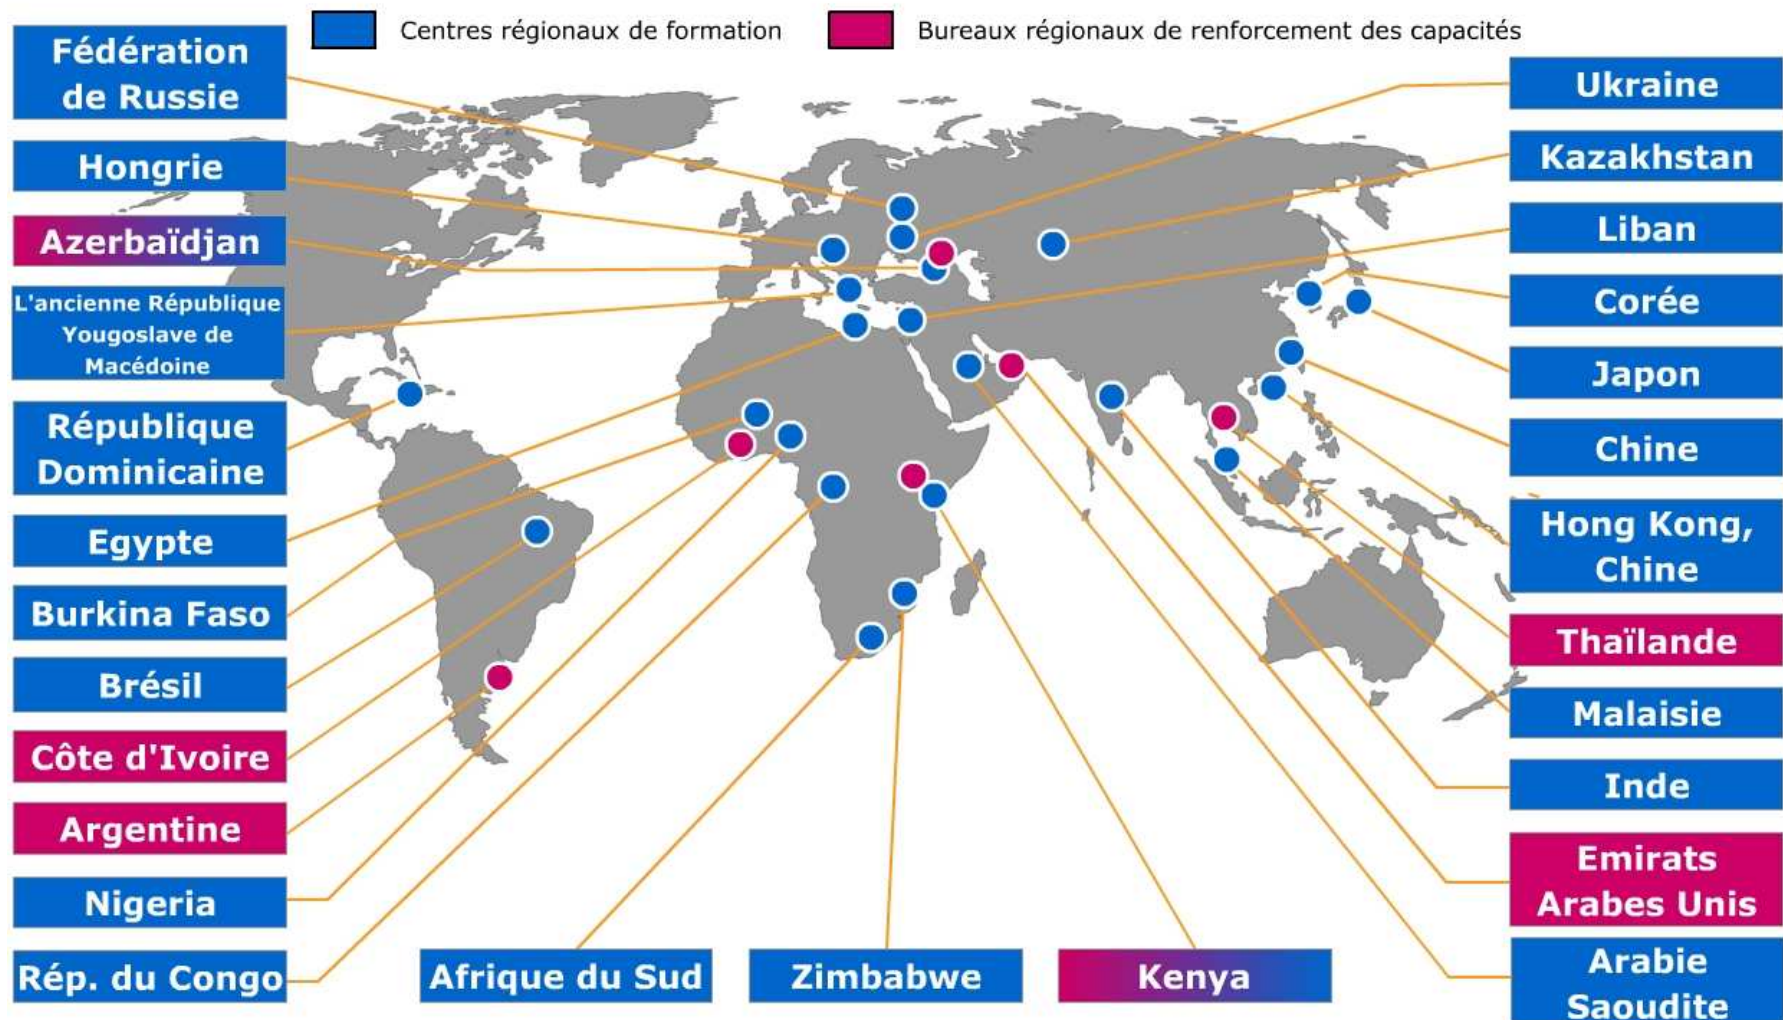 Centres régionaux de formation
Bureaux régionaux de renforcement des capacités
Fédération
de Russie
Hongrie
Azerbaïdjan
L'ancienne République
Yougoslave de
Macédoine
République
Dominicaine
Egypte
Burkina Faso
Brésil
Côte d'Ivoire
Argentine
Nigeria
Rép. du Congo
Afrique du Sud
Zimbabwe
Kenya
Ukraine
Kazakhstan
Liban
Corée
Japon
Chine
Hong Kong,
Chine
Thaïlande
Malaisie
Inde
Emirats
Arabes Unis
Arabie
Saoudite